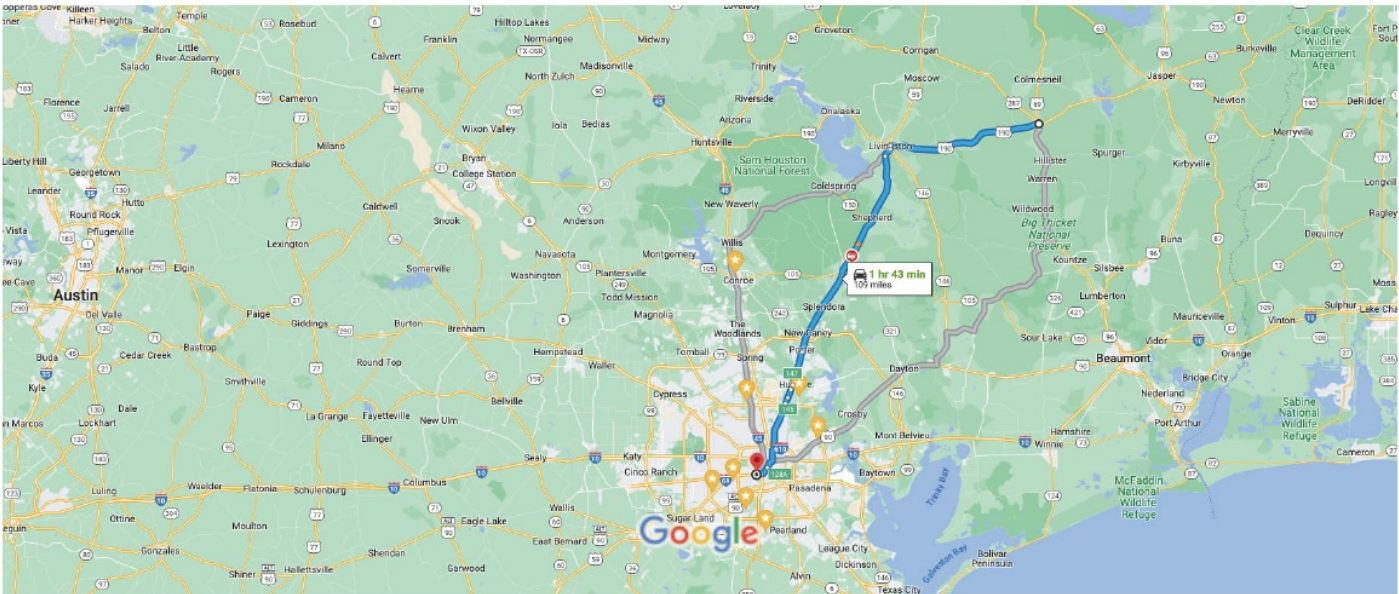 Killeen
Temple
Harker Heights
Belton
Rosebud
Hilltop Lakes
Normangee
Franklin
TX-OSR
Midway
Groveton
Clear Creek
Wildlife
Management
Area
Burkeville
Little
River-Academy
Calvert
Madisonville
Trinity
Corrigan
Salado
Rogers
North Zulch
Moscow
Colmesneil
Jasper
Hearne
Riverside
Newton
Florence
Jarrell
Cameron
Onalaska
DeRidder
Iola
Bedias
Arizona
Wixon Valley
Milano
Huntsville
Merryville
Liberty Hill
Georgetown
Rockdale
Bryan
College Station
Sam Houston
National Forest
Livingston
Hillister
Spurger
Kirbyville
Leander
Hutto
Caldwell
Coldspring
Warren
Round Rock
Snook
Anderson
New Waverly
Shepherd
Wildwood
Pflugerville
Lexington
Navasota
Willis
Big Thicket
National
Preserve
Buna
DeQuincy
Manor
Elgin
Somerville
Washington
Plantersville
Montgomery
Kountze
Silsbee
Austin
Todd Mission
Conroe
1 hr 43 min
109 miles
Lumberton
Del Valle
Paige
Giddings
Burton
Brenham
Magnolia
Splendora
Mauriceville
Vinton
Sulphur
The
Woodlands
New Caney
Sour Lake
Vidor
Buda
Cedar Creek
Bastrop
Round Top
Hempstead
Waller
Tomball
Spring
Porter
Dayton
Beaumont
Orange
Kyle
Smithville
Cypress
Bridge City
Dale
Bellville
Nederland
Sabine
National
Wildlife
Refuge
Lockhart
La Grange
Fayetteville
New Ulm
Crosby
Port Arthur
Ellinger
Mont Belvieu
Hamshire
Winnie
Sealy
Katy
Cinco Ranch
Baytown
Cameron
Columbus
Pasadena
McFaddin
National
Wildlife
Refuge
Luling
Waelder
Flatonia
Schulenburg
Wallis
Trinity Bay
Ottine
Eagle Lake
Sugar Land
Google
Pearland
Moulton
East Bernard
League City
Gonzales
Sheridan
Dickinson
Galveston Bay
Bolivar
Peninsula
Shiner
Hallettsville
Garwood
Alvin
Texas City